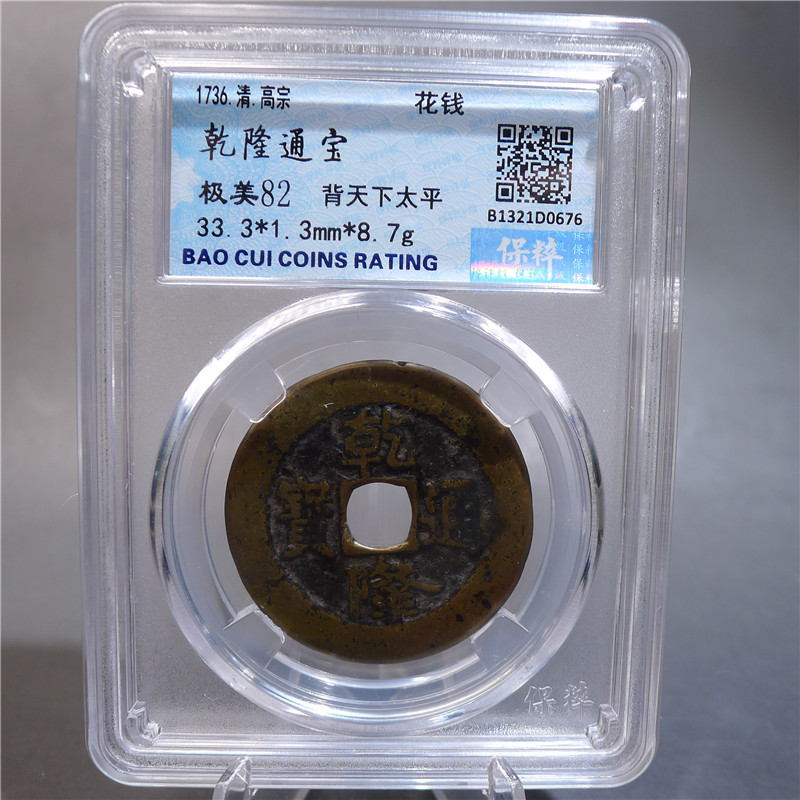 1736.清.高宗 花钱
乾隆通宝
极美82 背天下太平
B1321D0676
33.3*1.3mm*8.7g
保粹
BAO CUI COINS RATING
乾
寶 通
隆
保粹